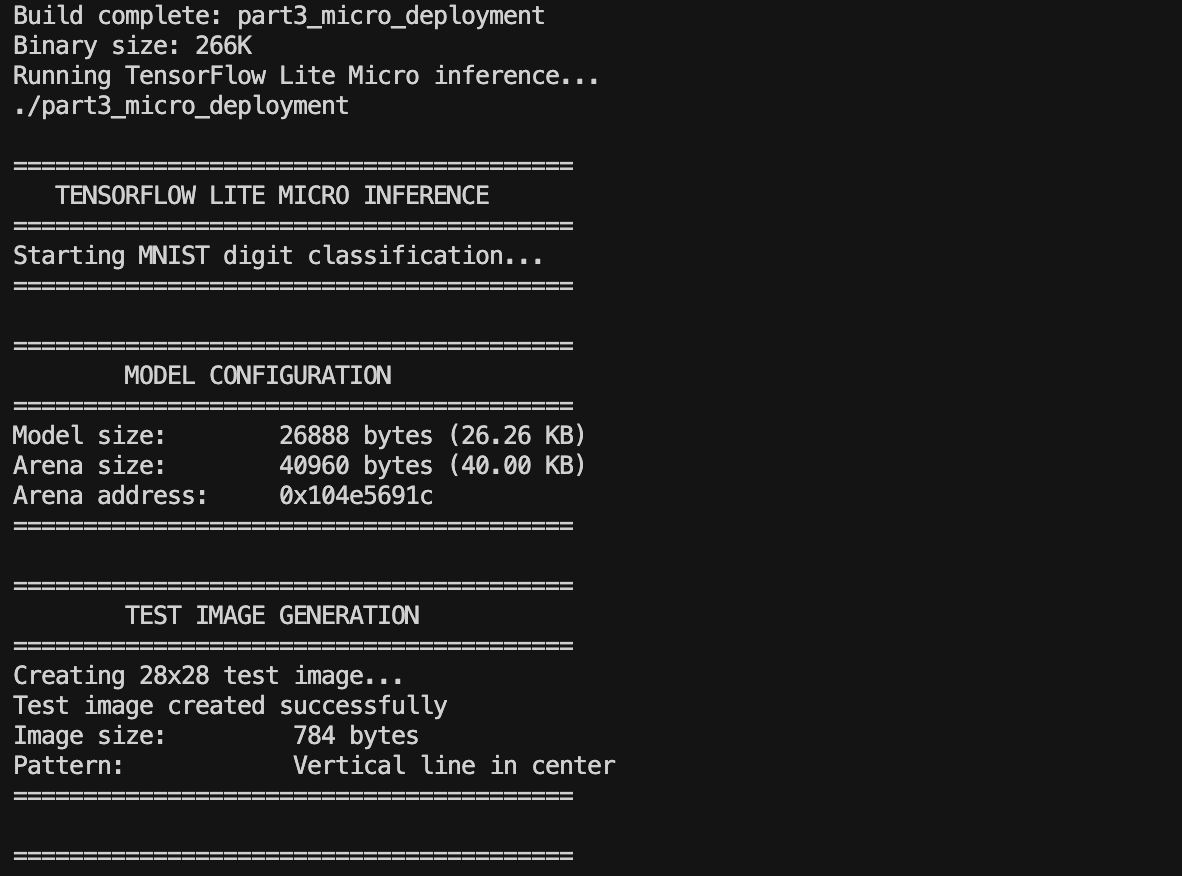 Build complete: part3_micro_deployment
Binary size: 266K
Running TensorFlow Lite Micro inference...
./part3_micro_deployment
========================================
   TENSORFLOW LITE MICRO INFERENCE
========================================
Starting MNIST digit classification...
========================================
========================================
        MODEL CONFIGURATION
========================================
Model size:        26888 bytes (26.26 KB)
Arena size:        40960 bytes (40.00 KB)
Arena address:     0x104e5691c
========================================
========================================
        TEST IMAGE GENERATION
========================================
Creating 28x28 test image...
Test image created successfully
Image size:         784 bytes
Pattern:            Vertical line in center
========================================
========================================